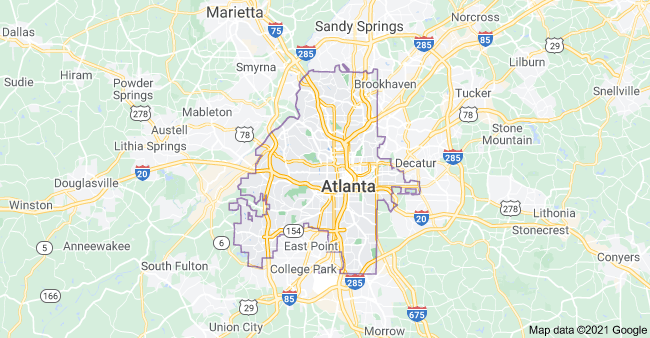 Marietta
Norcross
Dallas
75
Sandy Springs
85
29
285
285
Smyrna
Lilburn
Sudie
Hiram
Powder
Springs
Brookhaven
Tucker
Snellville
278
Mableton
78
Austell
78
Stone
Mountain
Lithia Springs
285
20
Decatur
Douglasville
Atlanta
Winston
278
20
Lithonia
154
Stonecrest
5
Anneewakee
6
East Point
Conyers
South Fulton
College Park
285
166
85
29
675
Union City
Morrow
Map data ©2021 Google